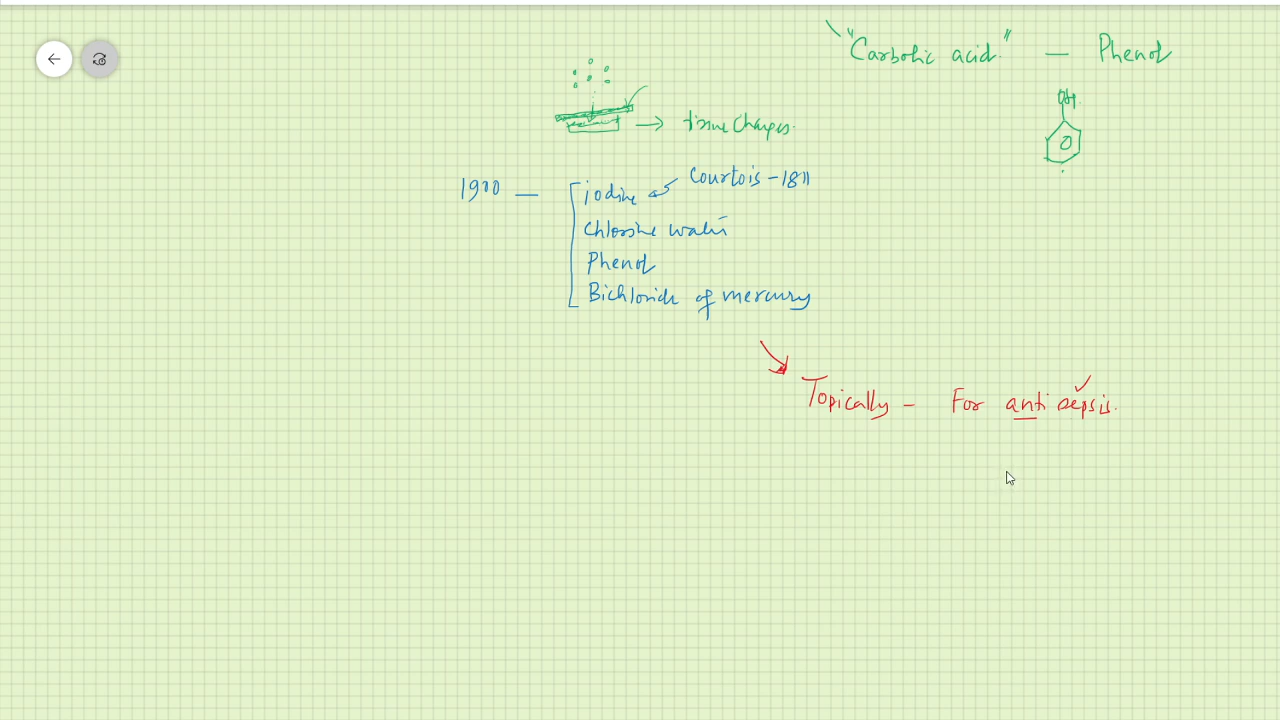 "Carbolic acid" — Phenol
OH
→ tissue changes.
1900 — iodine Courtois - 1811
Chlorine water
Phenol
Bichloride of mercury
Topically - For antisepsis.